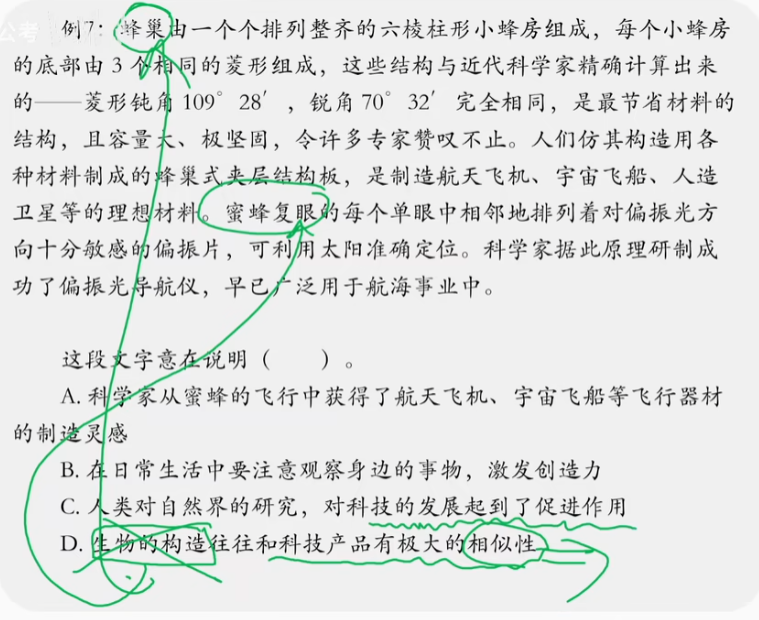 公考
例7：蜂巢由一个个排列整齐的六棱柱形小蜂房组成，每个小蜂房
的底部由 3 个相同的菱形组成，这些结构与近代科学家精确计算出来
的——菱形钝角 109°28′，锐角 70°32′ 完全相同，是最节省材料的
结构，且容量大、极坚固，令许多专家赞叹不止。人们仿其构造用各
种材料制成的蜂巢式夹层结构板，是制造航天飞机、宇宙飞船、人造
卫星等的理想材料。蜜蜂复眼的每个单眼中相邻地排列着对偏振光方
向十分敏感的偏振片，可利用太阳准确定位。科学家据此原理研制成
功了偏振光导航仪，早已广泛用于航海事业中。
这段文字意在说明（　　）。
A. 科学家从蜜蜂的飞行中获得了航天飞机、宇宙飞船等飞行器材
的制造灵感
B. 在日常生活中要注意观察身边的事物，激发创造力
C. 人类对自然界的研究，对科技的发展起到了促进作用
D. 生物的构造往往和科技产品有极大的相似性